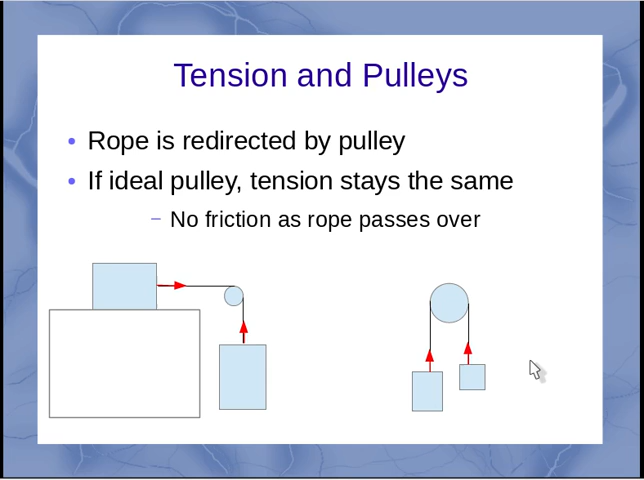 Tension and Pulleys
• Rope is redirected by pulley
• If ideal pulley, tension stays the same
– No friction as rope passes over